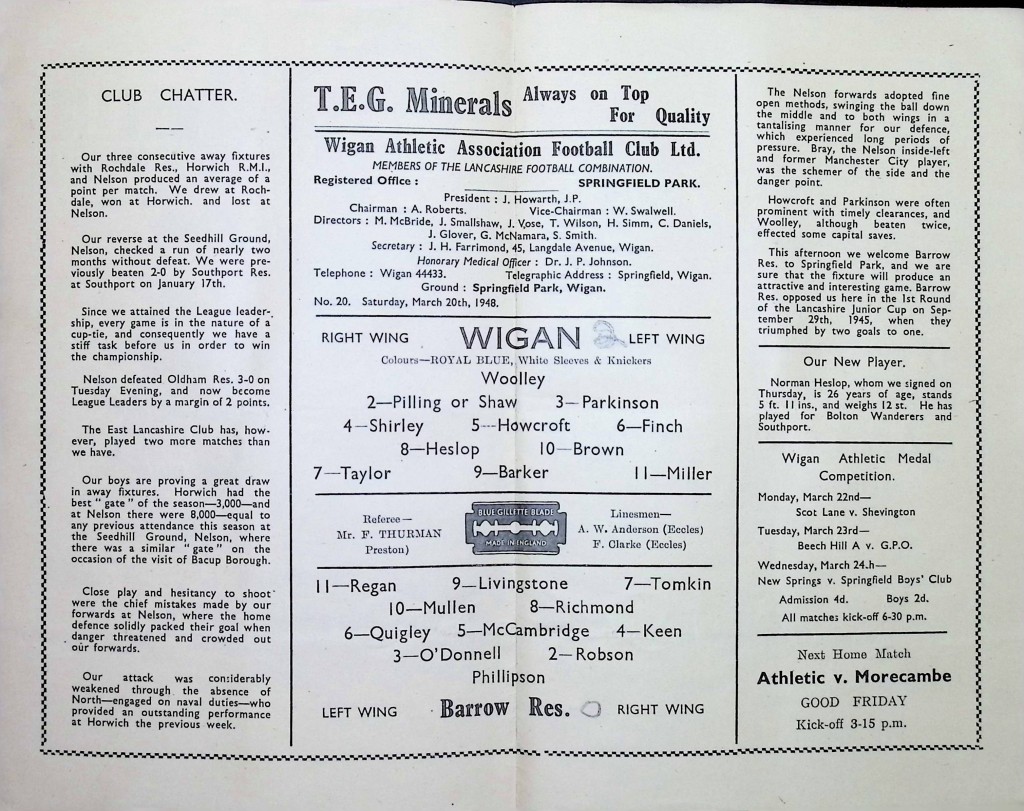 CLUB CHATTER.
Our three consecutive away fixtures
with Rochdale Res., Horwich R.M.I.,
and Nelson produced an average of a
point per match. We drew at Roch-
dale, won at Horwich. and lost at
Nelson.
Our reverse at the Seedhill Ground,
Nelson, checked a run of nearly two
months without defeat. We were pre-
viously beaten 2-0 by Southport Res.
at Southport on January 17th.
Since we attained the League leader-
ship, every game is in the nature of a
cup-tie, and consequently we have a
stiff task before us in order to win
the championship.
Nelson defeated Oldham Res. 3-0 on
Tuesday Evening, and now become
League Leaders by a margin of 2 points.
The East Lancashire Club has, how-
ever, played two more matches than
we have.
Our boys are proving a great draw
in away fixtures. Horwich had the
best "gate" of the season—3,000—and
at Nelson there were 8,000—equal to
any previous attendance this season at
the Seedhill Ground, Nelson, where
there was a similar "gate" on the
occasion of the visit of Bacup Borough.
Close play and hesitancy to shoot
were the chief mistakes made by our
forwards at Nelson, where the home
defence solidly packed their goal when
danger threatened and crowded out
our forwards.
Our attack was considerably
weakened through the absence of
North—engaged on naval duties—who
provided an outstanding performance
at Horwich the previous week.
T.E.G. Minerals Always on Top
For Quality
Wigan Athletic Association Football Club Ltd.
MEMBERS OF THE LANCASHIRE FOOTBALL COMBINATION.
Registered Office : SPRINGFIELD PARK.
President : J. Howarth, J.P.
Chairman : A. Roberts. Vice-Chairman : W. Swalwell.
Directors : M. McBride, J. Smallshaw, J. Vose, T. Wilson, H. Simm, C. Daniels,
J. Glover, G. McNamara, S. Smith.
Secretary : J. H. Farrimond, 45, Langdale Avenue, Wigan.
Honorary Medical Officer : Dr. J. P. Johnson.
Telephone : Wigan 44433. Telegraphic Address : Springfield, Wigan.
Ground : Springfield Park, Wigan.
No. 20. Saturday, March 20th, 1948.
RIGHT WING WIGAN 2 LEFT WING
Colours—ROYAL BLUE, White Sleeves & Knickers
Woolley
2—Pilling or Shaw 3—Parkinson
4—Shirley 5—Howcroft 6—Finch
8—Heslop 10—Brown
7—Taylor 9—Barker 11—Miller
Referee—
Mr. F. THURMAN
Preston)
BLUE GILLETTE BLADE
MADE IN ENGLAND
Linesmen—
A. W. Anderson (Eccles)
F. Clarke (Eccles)
11—Regan 9—Livingstone 7—Tomkin
10—Mullen 8—Richmond
6—Quigley 5—McCambridge 4—Keen
3—O'Donnell 2—Robson
Phillipson
LEFT WING Barrow Res. 0 RIGHT WING
The Nelson forwards adopted fine
open methods, swinging the ball down
the middle and to both wings in a
tantalising manner for our defence,
which experienced long periods of
pressure. Bray, the Nelson inside-left
and former Manchester City player,
was the schemer of the side and the
danger point.
Howcroft and Parkinson were often
prominent with timely clearances, and
Woolley, although beaten twice,
effected some capital saves.
This afternoon we welcome Barrow
Res. to Springfield Park, and we are
sure that the fixture will produce an
attractive and interesting game. Barrow
Res. opposed us here in the 1st Round
of the Lancashire Junior Cup on Sep-
tember 29th, 1945, when they
triumphed by two goals to one.
Our New Player.
Norman Heslop, whom we signed on
Thursday, is 26 years of age, stands
5 ft. 11 ins., and weighs 12 st. He has
played for Bolton Wanderers and
Southport.
Wigan Athletic Medal
Competition.
Monday, March 22nd—
Scot Lane v. Shevington
Tuesday, March 23rd—
Beech Hill A v. G.P.O.
Wednesday, March 24.h—
New Springs v. Springfield Boys' Club
Admission 4d. Boys 2d.
All matches kick-off 6-30 p.m.
Next Home Match
Athletic v. Morecambe
GOOD FRIDAY
Kick-off 3-15 p.m.